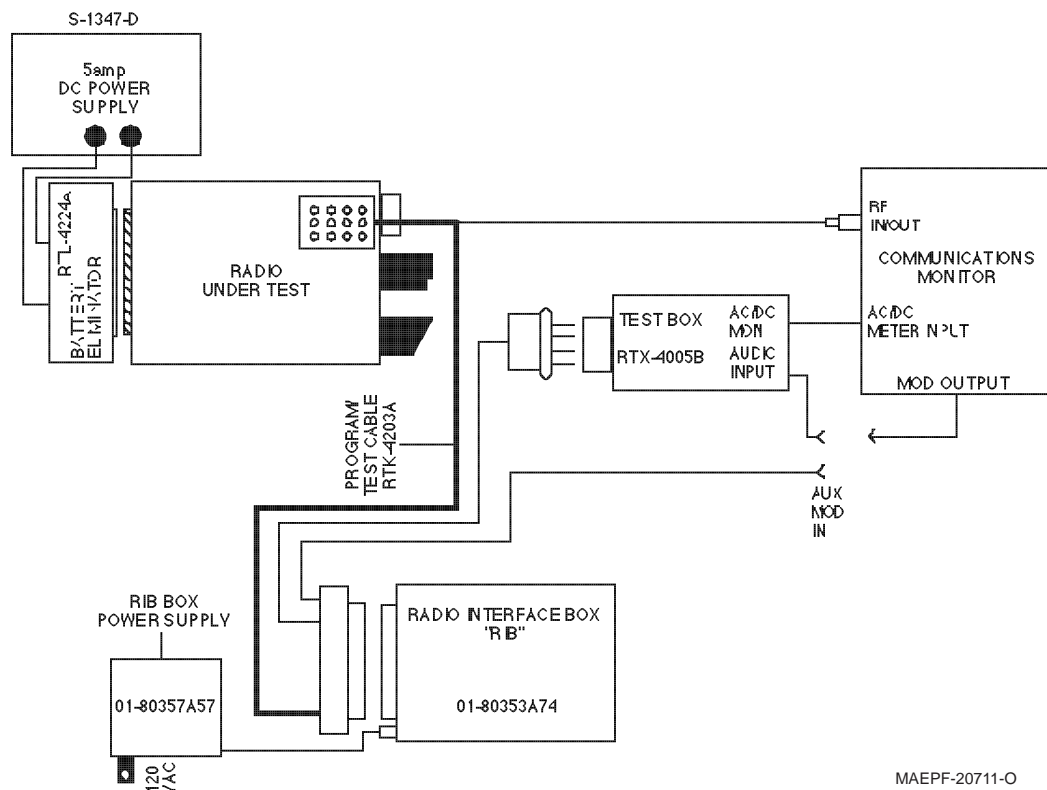 S-1347-D
5amp
DC POWER
SUPPLY
RTL-4224A
BATTERY
ELIMINATOR
RADIO
UNDER TEST
RF
IN/OUT
COMMUNICATIONS
MONITOR
TEST BOX
RTX-4005B
AC/DC
MON
AUDIO
INPUT
AC/DC
METER INPUT
MOD OUTPUT
PROGRAM/
TEST CABLE
RTK-4203A
AUX
MOD
IN
RIB BOX
POWER SUPPLY
01-80357A57
120
VAC
RADIO INTERFACE BOX
"RIB"
01-80353A74
MAEPF-20711-O